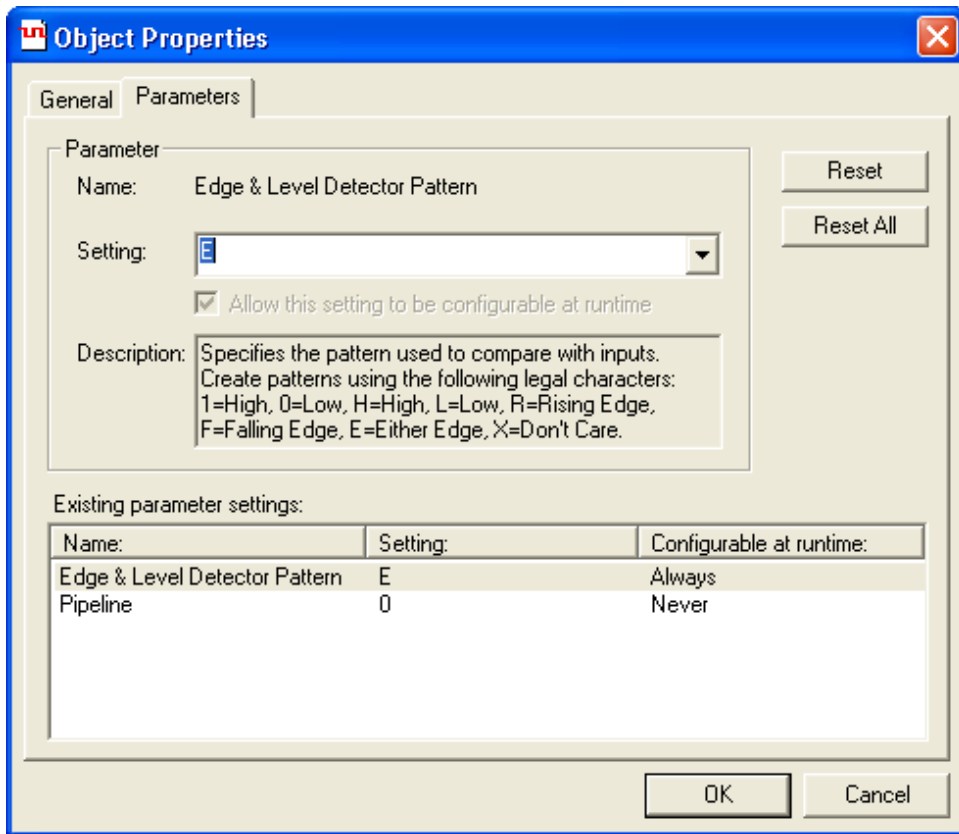 Object Properties
General
Parameters
Parameter
Name: Edge & Level Detector Pattern
Reset
Reset All
Setting: E
Allow this setting to be configurable at runtime
Description: Specifies the pattern used to compare with inputs.
Create patterns using the following legal characters:
1=High, 0=Low, H=High, L=Low, R=Rising Edge,
F=Falling Edge, E=Either Edge, X=Don't Care.
Existing parameter settings:
Name: Setting: Configurable at runtime:
Edge & Level Detector Pattern E Always
Pipeline 0 Never
OK Cancel